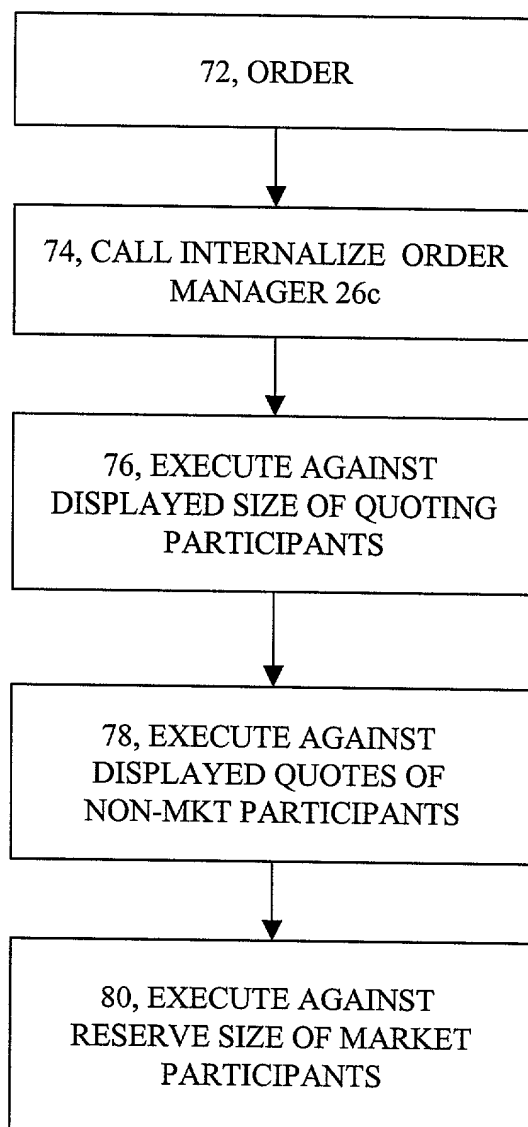 72, ORDER
74, CALL INTERNALIZE ORDER
MANAGER 26c
76, EXECUTE AGAINST
DISPLAYED SIZE OF QUOTING
PARTICIPANTS
78, EXECUTE AGAINST
DISPLAYED QUOTES OF
NON-MKT PARTICIPANTS
80, EXECUTE AGAINST
RESERVE SIZE OF MARKET
PARTICIPANTS